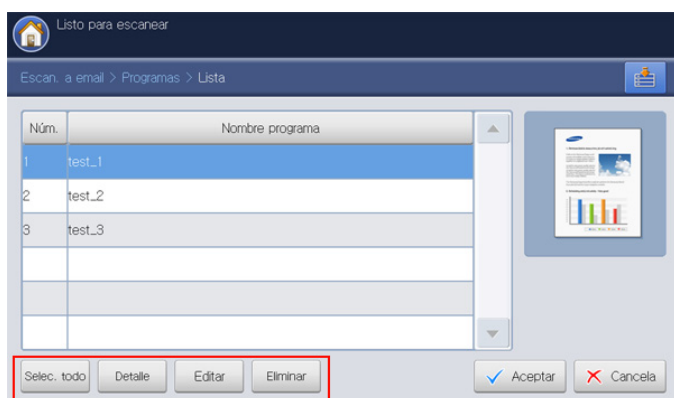 Listo para escanear
Escan. a email > Programas > Lista
Núm. Nombre programa
1 test_1
2 test_2
3 test_3
Selec. todo Detalle Editar Eliminar Aceptar Cancela